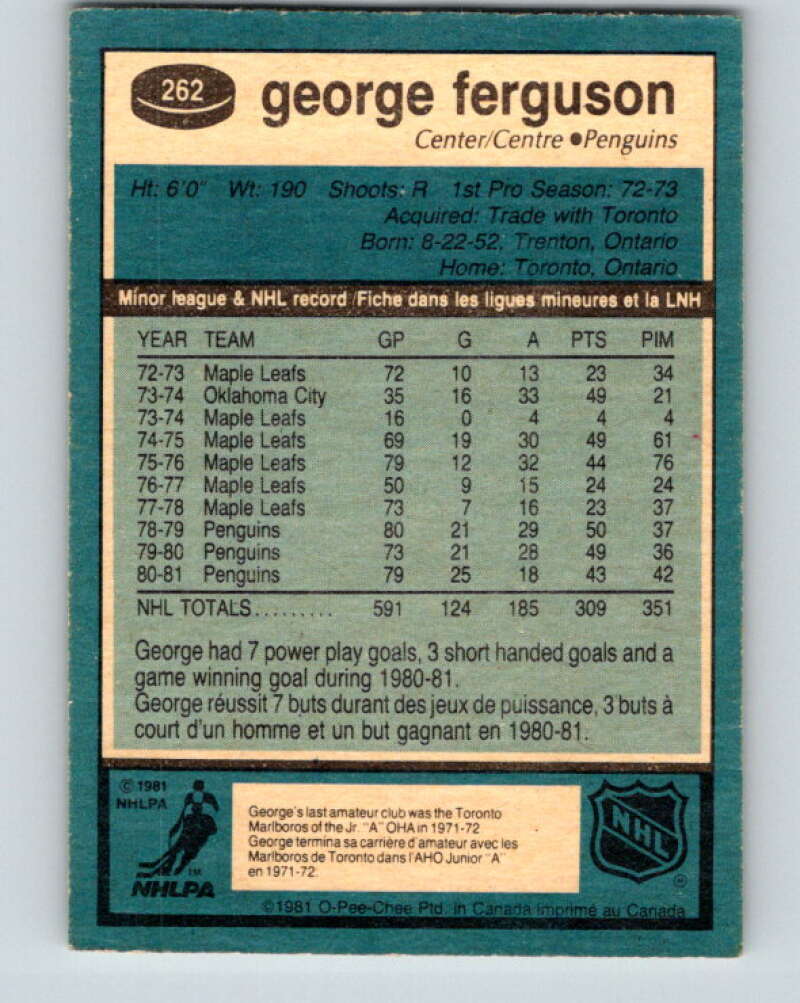 262 george ferguson
Center/Centre ●Penguins
Ht: 6'0" Wt: 190 Shoots: R 1st Pro Season: 72-73
Acquired: Trade with Toronto
Born: 8-22-52, Trenton, Ontario
Home: Toronto, Ontario
Minor league & NHL record/Fiche dans les ligues mineures et la LNH
YEAR TEAM GP G A PTS PIM
72-73 Maple Leafs 72 10 13 23 34
73-74 Oklahoma City 35 16 33 49 21
73-74 Maple Leafs 16 0 4 4 4
74-75 Maple Leafs 69 19 30 49 61
75-76 Maple Leafs 79 12 32 44 76
76-77 Maple Leafs 50 9 15 24 24
77-78 Maple Leafs 73 7 16 23 37
78-79 Penguins 80 21 29 50 37
79-80 Penguins 73 21 28 49 36
80-81 Penguins 79 25 18 43 42
NHL TOTALS......... 591 124 185 309 351
George had 7 power play goals, 3 short handed goals and a
game winning goal during 1980-81.
George réussit 7 buts durant des jeux de puissance, 3 buts à
court d'un homme et un but gagnant en 1980-81.
© 1981
NHLPA
TM
NHLPA
George's last amateur club was the Toronto
Marlboros of the Jr. "A" OHA in 1971-72
George termina sa carrière d'amateur avec les
Marlboros de Toronto dans l'AHO Junior "A"
en 1971-72.
NHL
©1981 O-Pee-Chee Ptd. in Canada Imprimé au Canada